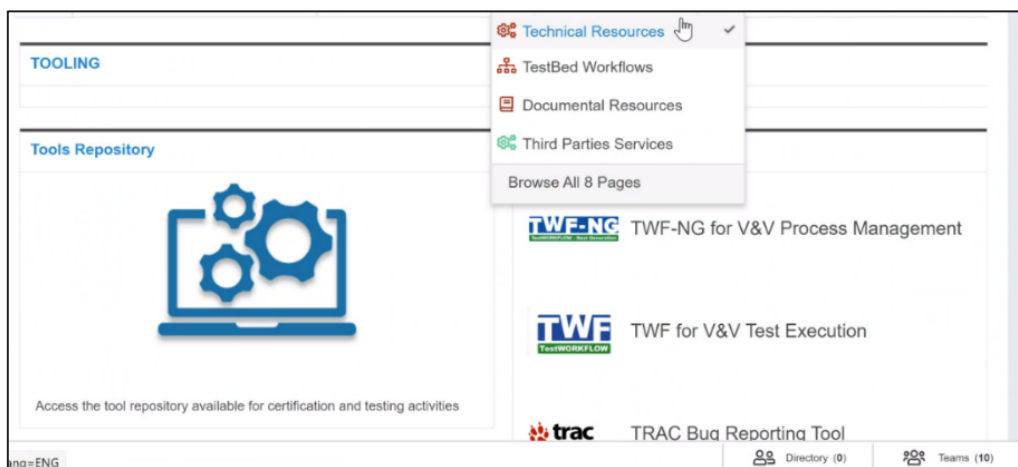 Technical Resources
TOOLING
TestBed Workflows
Documental Resources
Tools Repository
Third Parties Services
Browse All 8 Pages
TWF-NG
TestWORKFLOW - Next Generation
TWF-NG for V&V Process Management
TWF
TestWORKFLOW
TWF for V&V Test Execution
Access the tool repository available for certification and testing activities
trac
TRAC Bug Reporting Tool
ang=ENG
Directory (0)
Teams (10)